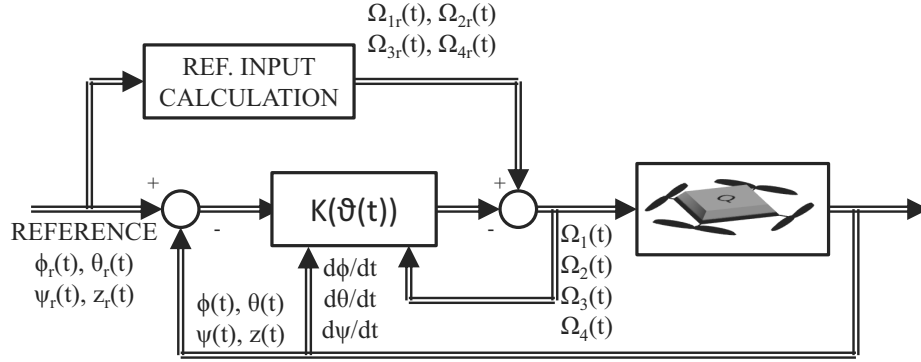 Ω1r(t), Ω2r(t)
Ω3r(t), Ω4r(t)
REF. INPUT
CALCULATION
+
-
K(ϑ(t))
-
+
Q
REFERENCE
ϕr(t), θr(t)
ψr(t), zr(t)
ϕ(t), θ(t)
ψ(t), z(t)
dϕ/dt
dθ/dt
dψ/dt
Ω1(t)
Ω2(t)
Ω3(t)
Ω4(t)